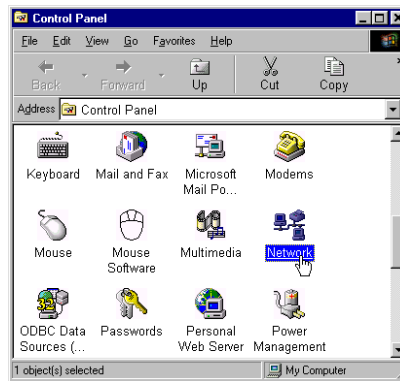 Control Panel
File Edit View Go Favorites Help
Back Forward Up Cut Copy
Address Control Panel
Keyboard Mail and Fax Microsoft Modems
Mail Po...
Mouse Mouse Multimedia Network
Software
32
ODBC Data Passwords Personal Power
Sources (... Web Server Management
1 object(s) selected My Computer